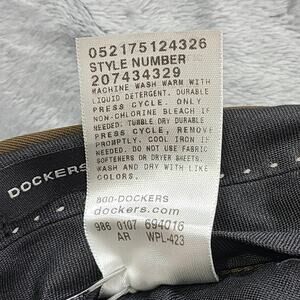 052175124326
STYLE NUMBER
207434329
MACHINE WASH WARM WITH
LIQUID DETERGENT. DURABLE
PRESS CYCLE. ONLY
NON-CHLORINE BLEACH IF
NEEDED. TUMBLE DRY DURABLE
PRESS CYCLE, REMOVE
PROMPTLY. COOL IRON IF
NEEDED. DO NOT USE FABRIC
SOFTENERS OR DRYER SHEETS.
WASH AND DRY WITH LIKE
COLORS.
800-DOCKERS
dockers.com
986 0107 694016
AR WPL-423
DOCKERS